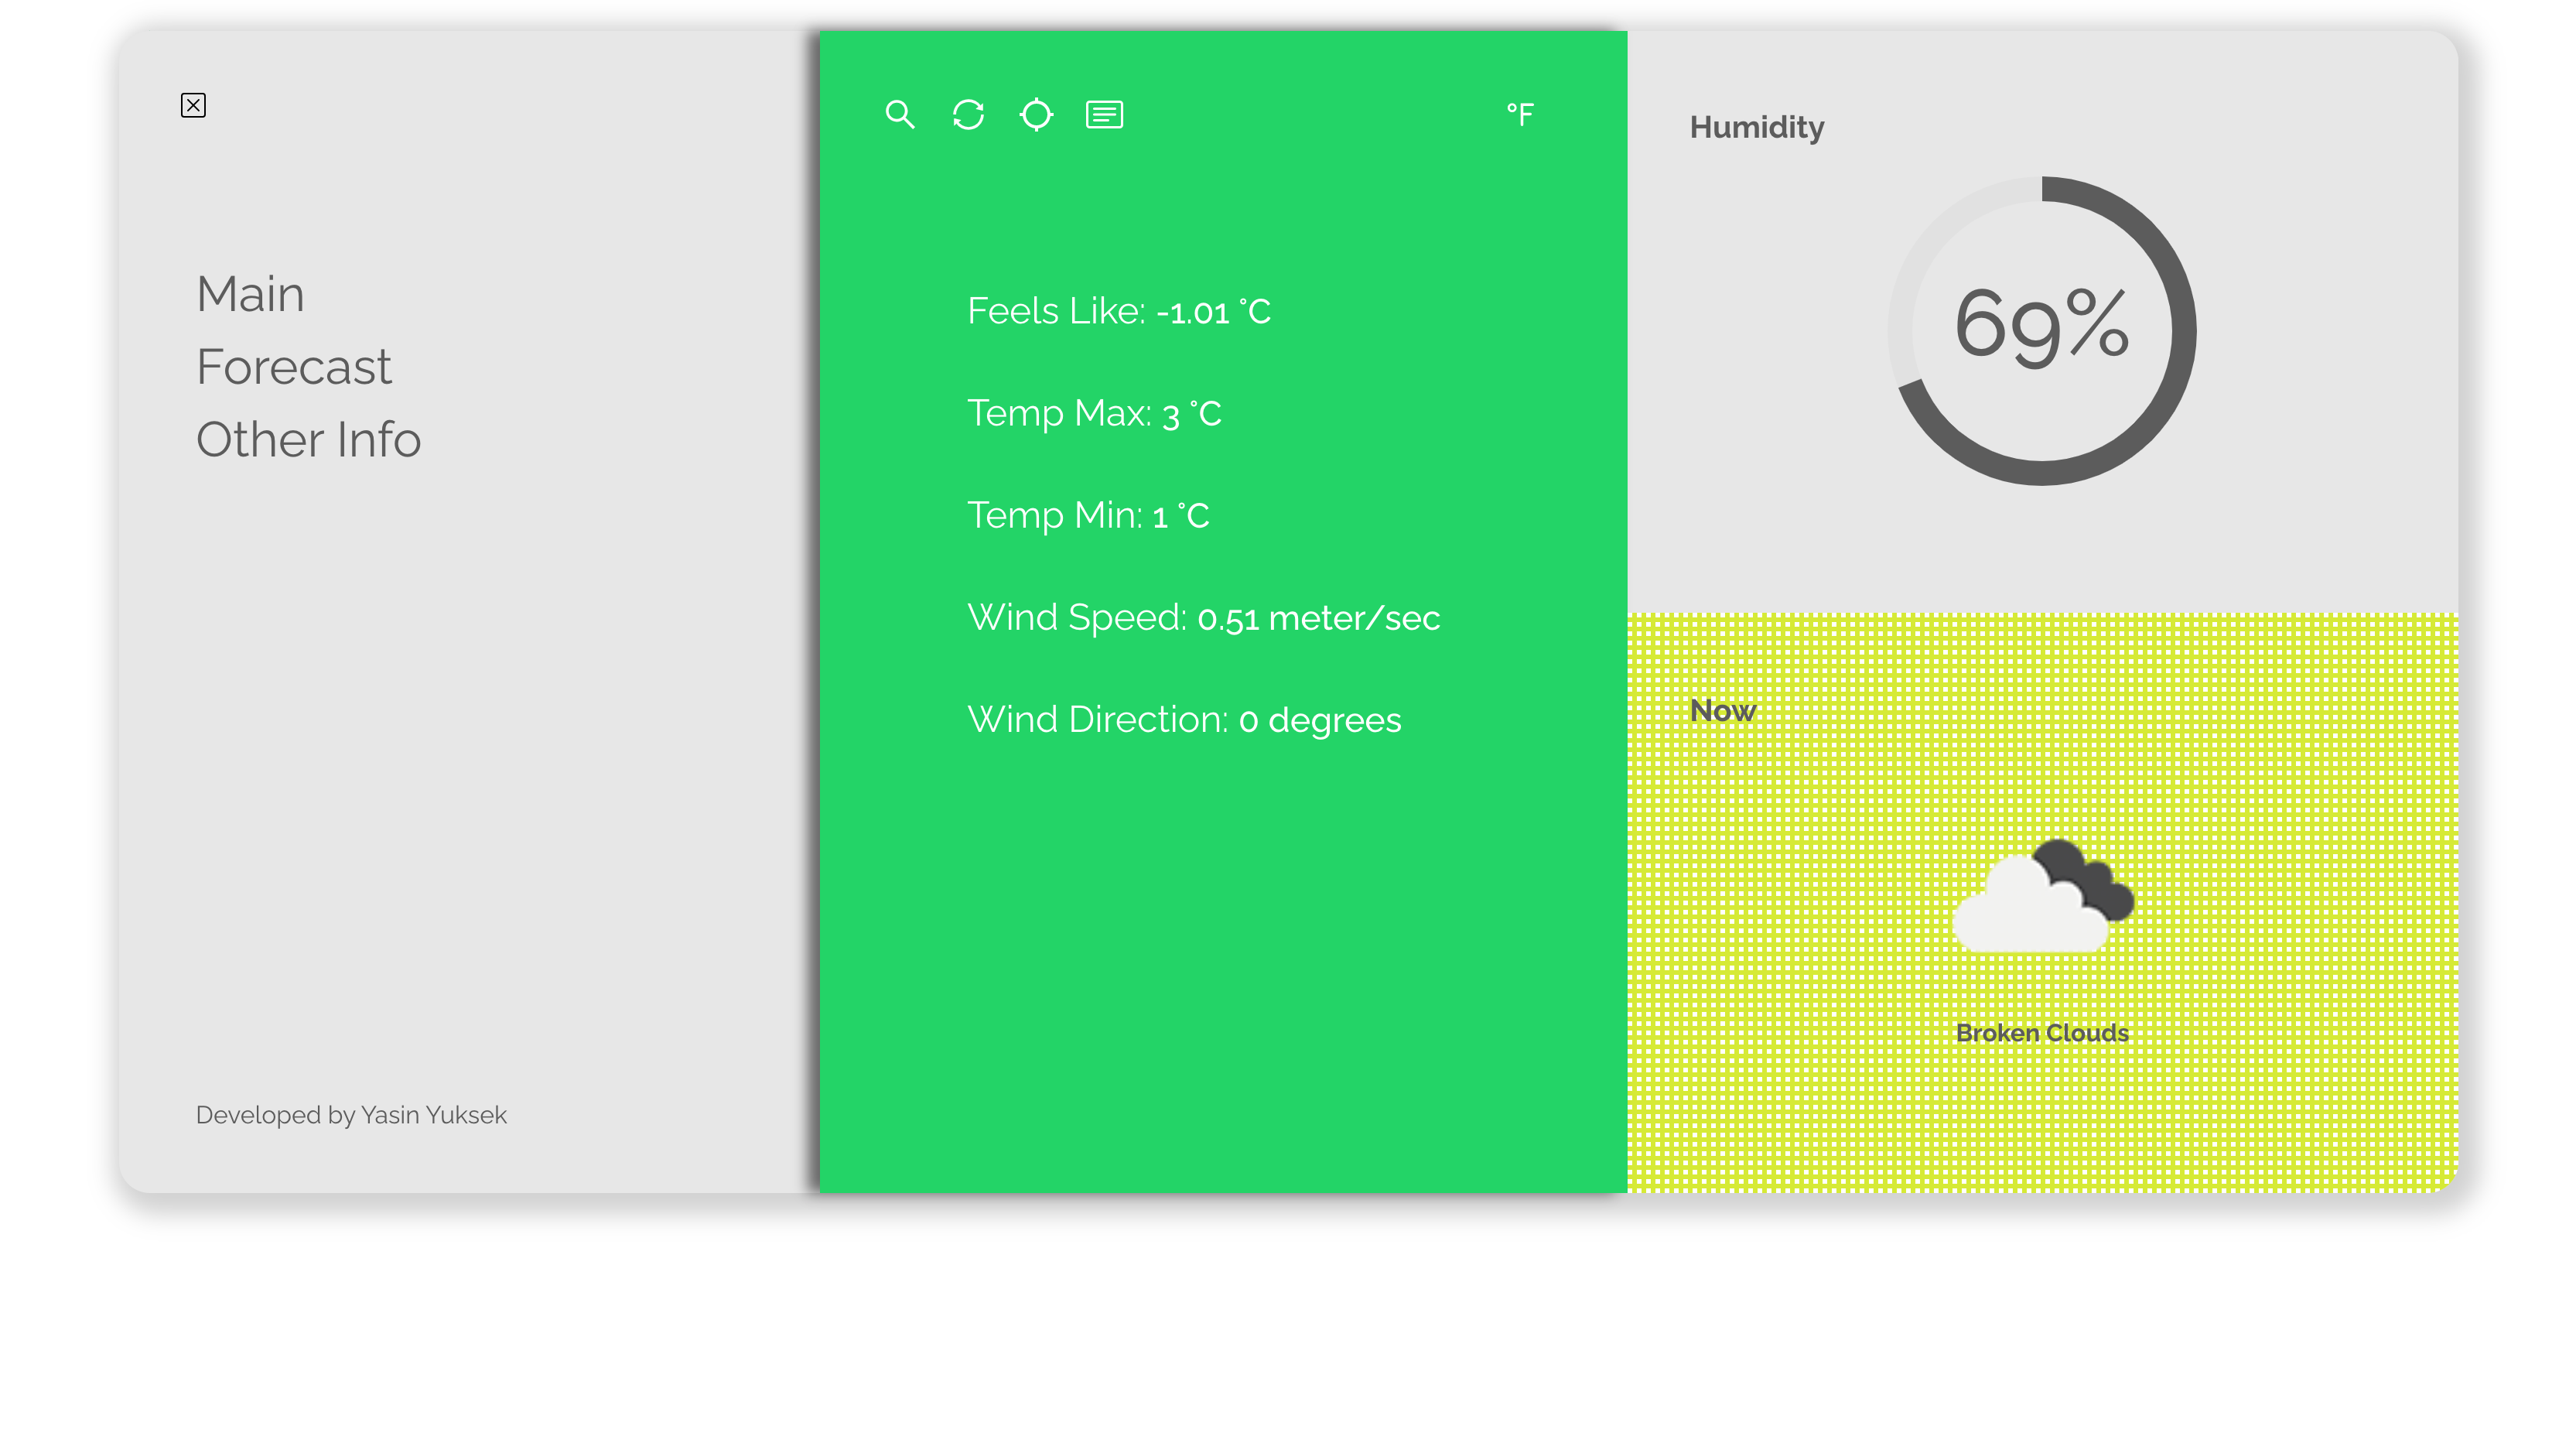 Main
Forecast
Other Info
Developed by Yasin Yuksek
°F
Feels Like: -1.01 °C
Temp Max: 3 °C
Temp Min: 1 °C
Wind Speed: 0.51 meter/sec
Wind Direction: 0 degrees
Humidity
69%
Now
Broken Clouds